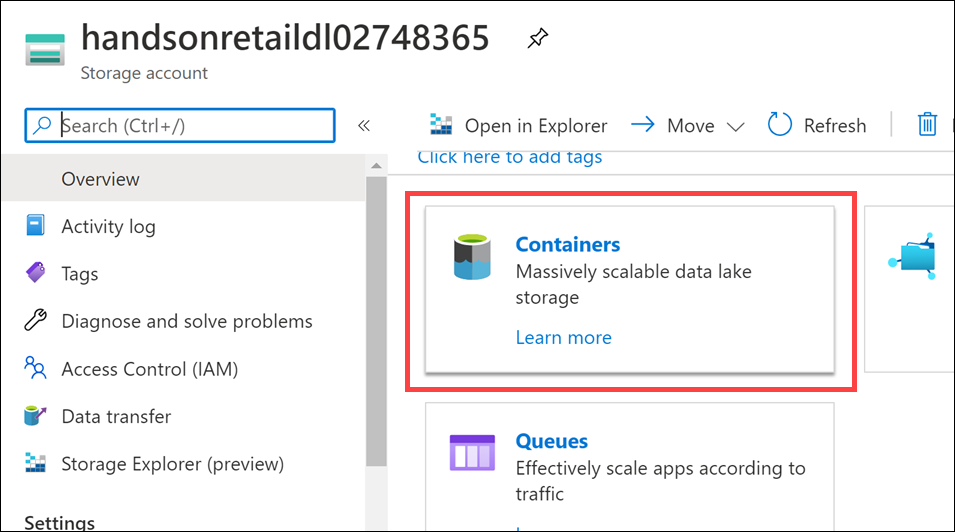 handsonretaildl02748365
Storage account
Search (Ctrl+/)
«
Open in Explorer
Move
Refresh
Click here to add tags
Overview
Activity log
Tags
Diagnose and solve problems
Access Control (IAM)
Data transfer
Storage Explorer (preview)
Settings
Containers
Massively scalable data lake
storage
Learn more
Queues
Effectively scale apps according to
traffic